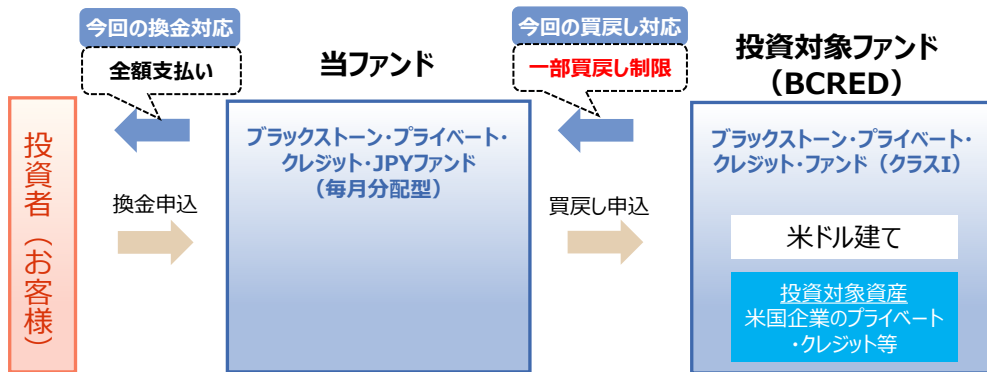 今回の換金対応
全額支払い
当ファンド
今回の買戻し対応
一部買戻し制限
投資対象ファンド
（BCRED）
投資者（お客様）
換金申込
ブラックストーン・プライベート・
クレジット・JPYファンド
（毎月分配型）
買戻し申込
ブラックストーン・プライベート・
クレジット・ファンド（クラスI）
米ドル建て
投資対象資産
米国企業のプライベート
・クレジット等